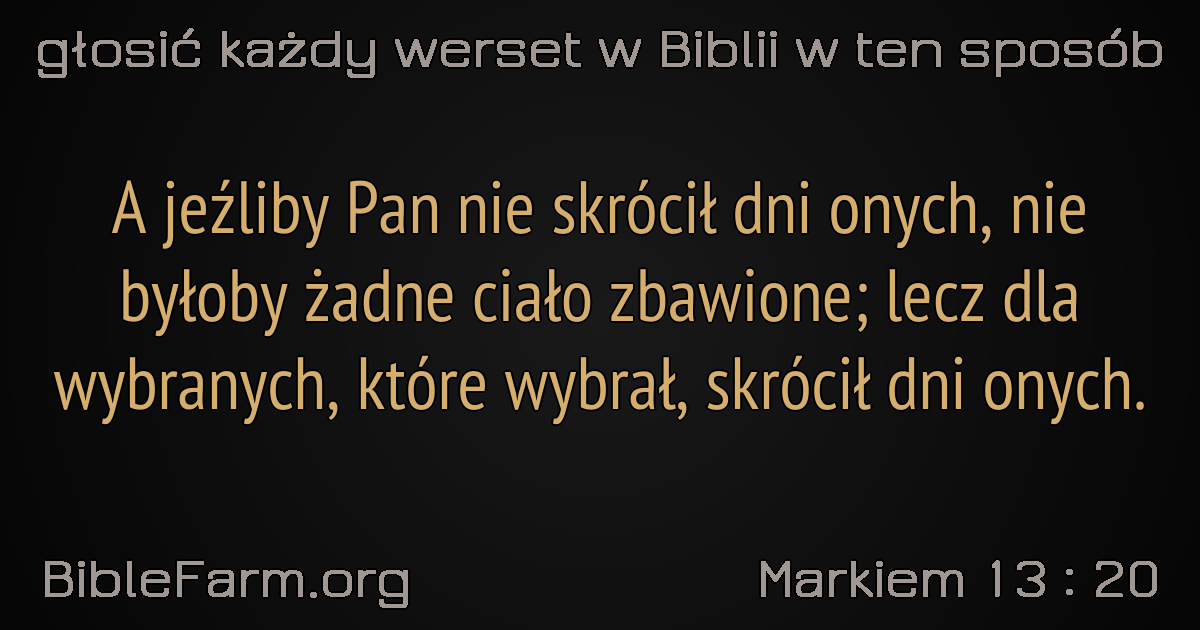 głosić każdy werset w Biblii w ten sposób
A jeźliby Pan nie skrócił dni onych, nie
byłoby żadne ciało zbawione; lecz dla
wybranych, które wybrał, skrócił dni onych.
BibleFarm.org
Markiem 13 : 20